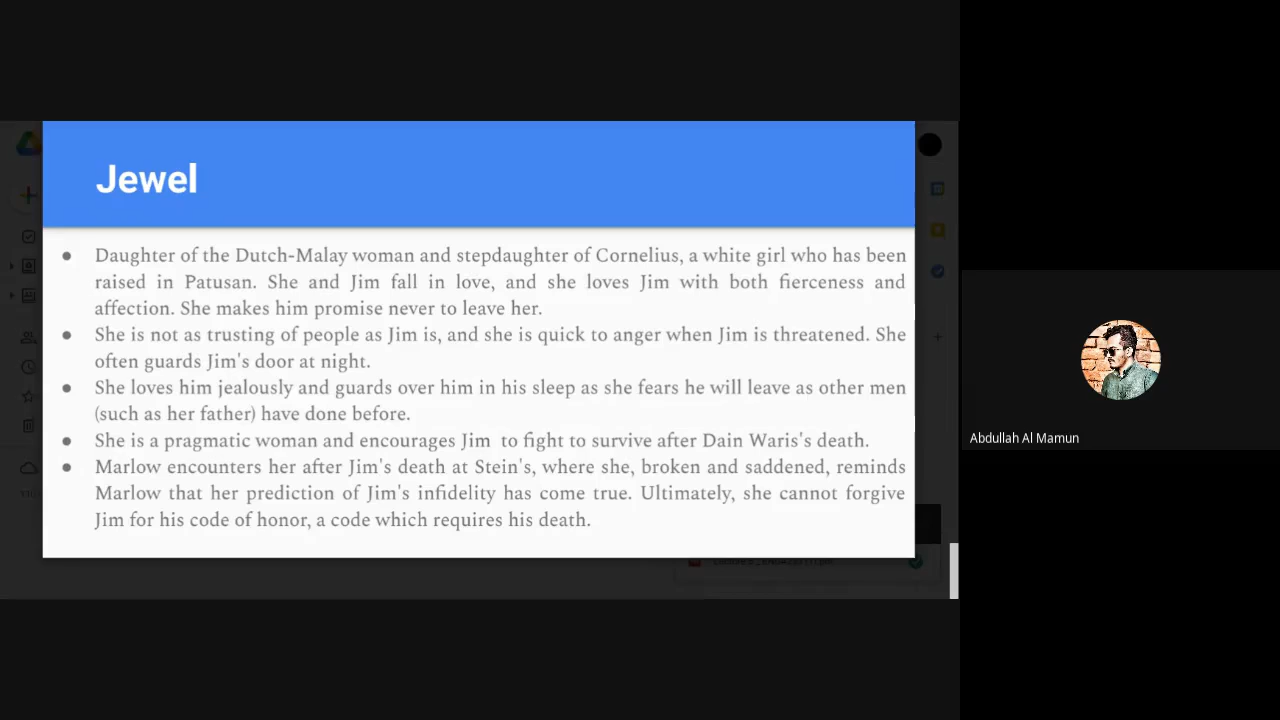 Jewel
● Daughter of the Dutch-Malay woman and stepdaughter of Cornelius, a white girl who has been
raised in Patusan. She and Jim fall in love, and she loves Jim with both fierceness and
affection. She makes him promise never to leave her.
● She is not as trusting of people as Jim is, and she is quick to anger when Jim is threatened. She
often guards Jim's door at night.
● She loves him jealously and guards over him in his sleep as she fears he will leave as other men
(such as her father) have done before.
● She is a pragmatic woman and encourages Jim to fight to survive after Dain Waris's death.
● Marlow encounters her after Jim's death at Stein's, where she, broken and saddened, reminds
Marlow that her prediction of Jim's infidelity has come true. Ultimately, she cannot forgive
Jim for his code of honor, a code which requires his death.
Abdullah Al Mamun